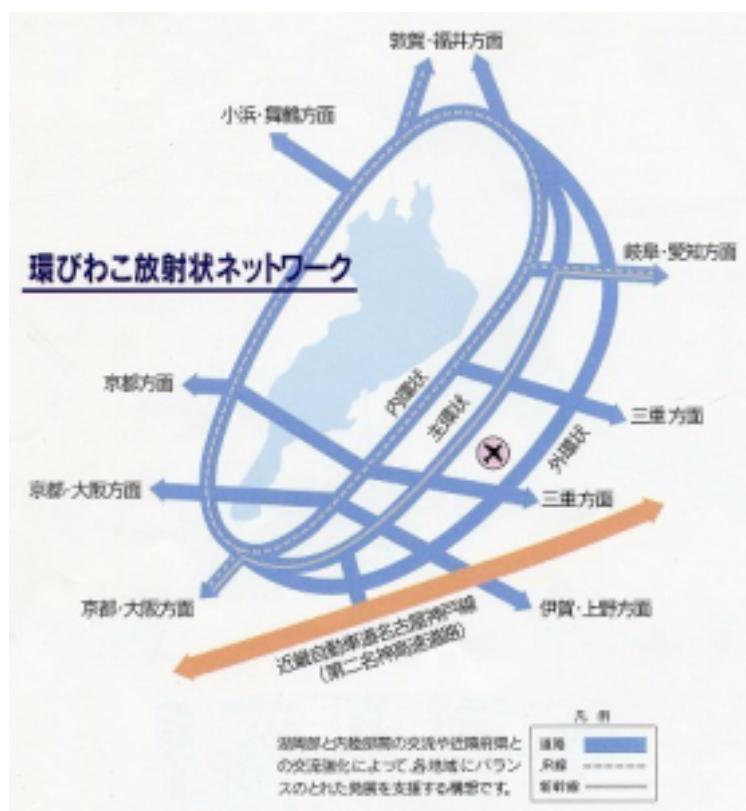 敦賀・福井方面
小浜・舞鶴方面
環びわこ放射状ネットワーク
岐阜・愛知方面
京都方面
内環状
主環状
外環状
三重方面
京都・大阪方面
三重方面
京都・大阪方面
伊賀・上野方面
近畿自動車道名古屋神戸線
(第二名神高速道路)
凡例
湖周部と内陸部間の交流や近隣府県と
の交流強化によって、各地域にバラン
スのとれた発展を支援する構想です。
道路
JR線
新幹線